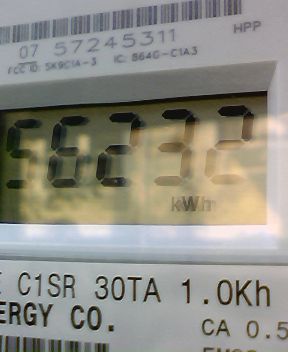 07 57245311
HPP
FCC ID: SK9C1A-3 IC: 864G-C1A3
56232
kWh
C1SR 30TA 1.0Kh
ERGY CO.
CA 0.5